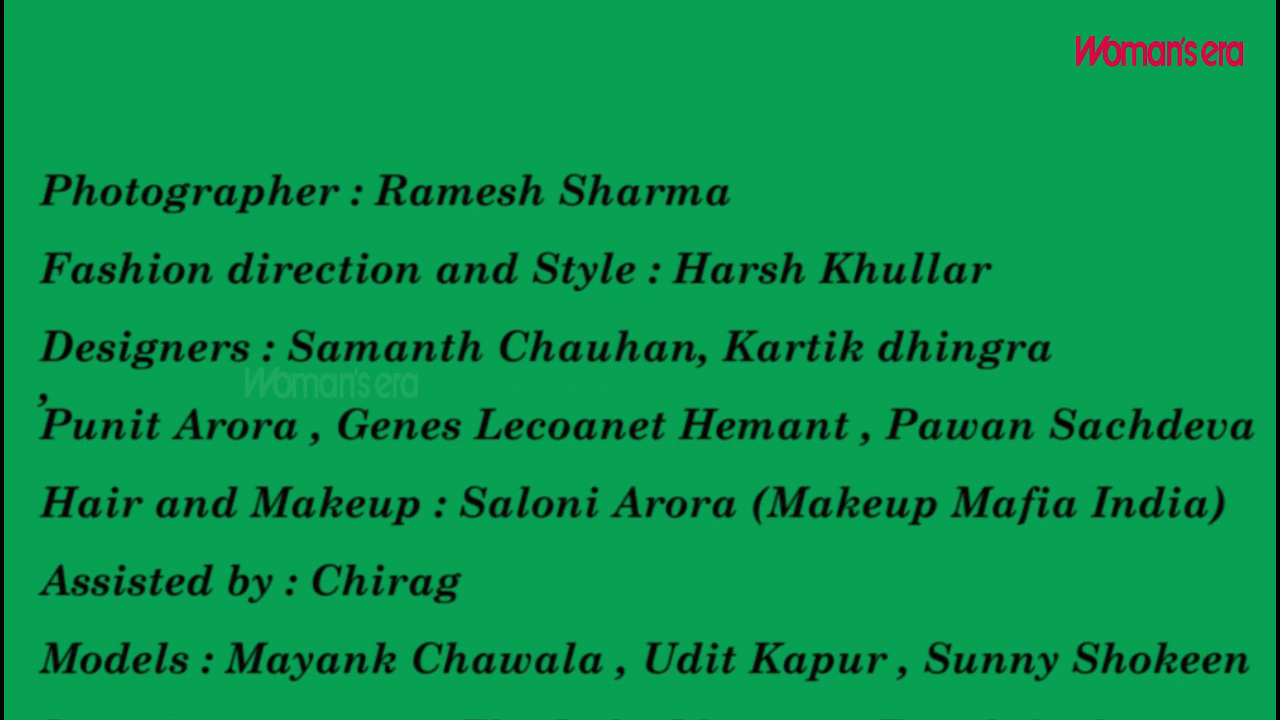 Woman's era
Photographer : Ramesh Sharma
Fashion direction and Style : Harsh Khullar
Designers : Samanth Chauhan, Kartik dhingra
Woman's era
,
Punit Arora , Genes Lecoanet Hemant , Pawan Sachdeva
Hair and Makeup : Saloni Arora (Makeup Mafia India)
Assisted by : Chirag
Models : Mayank Chawala , Udit Kapur , Sunny Shokeen